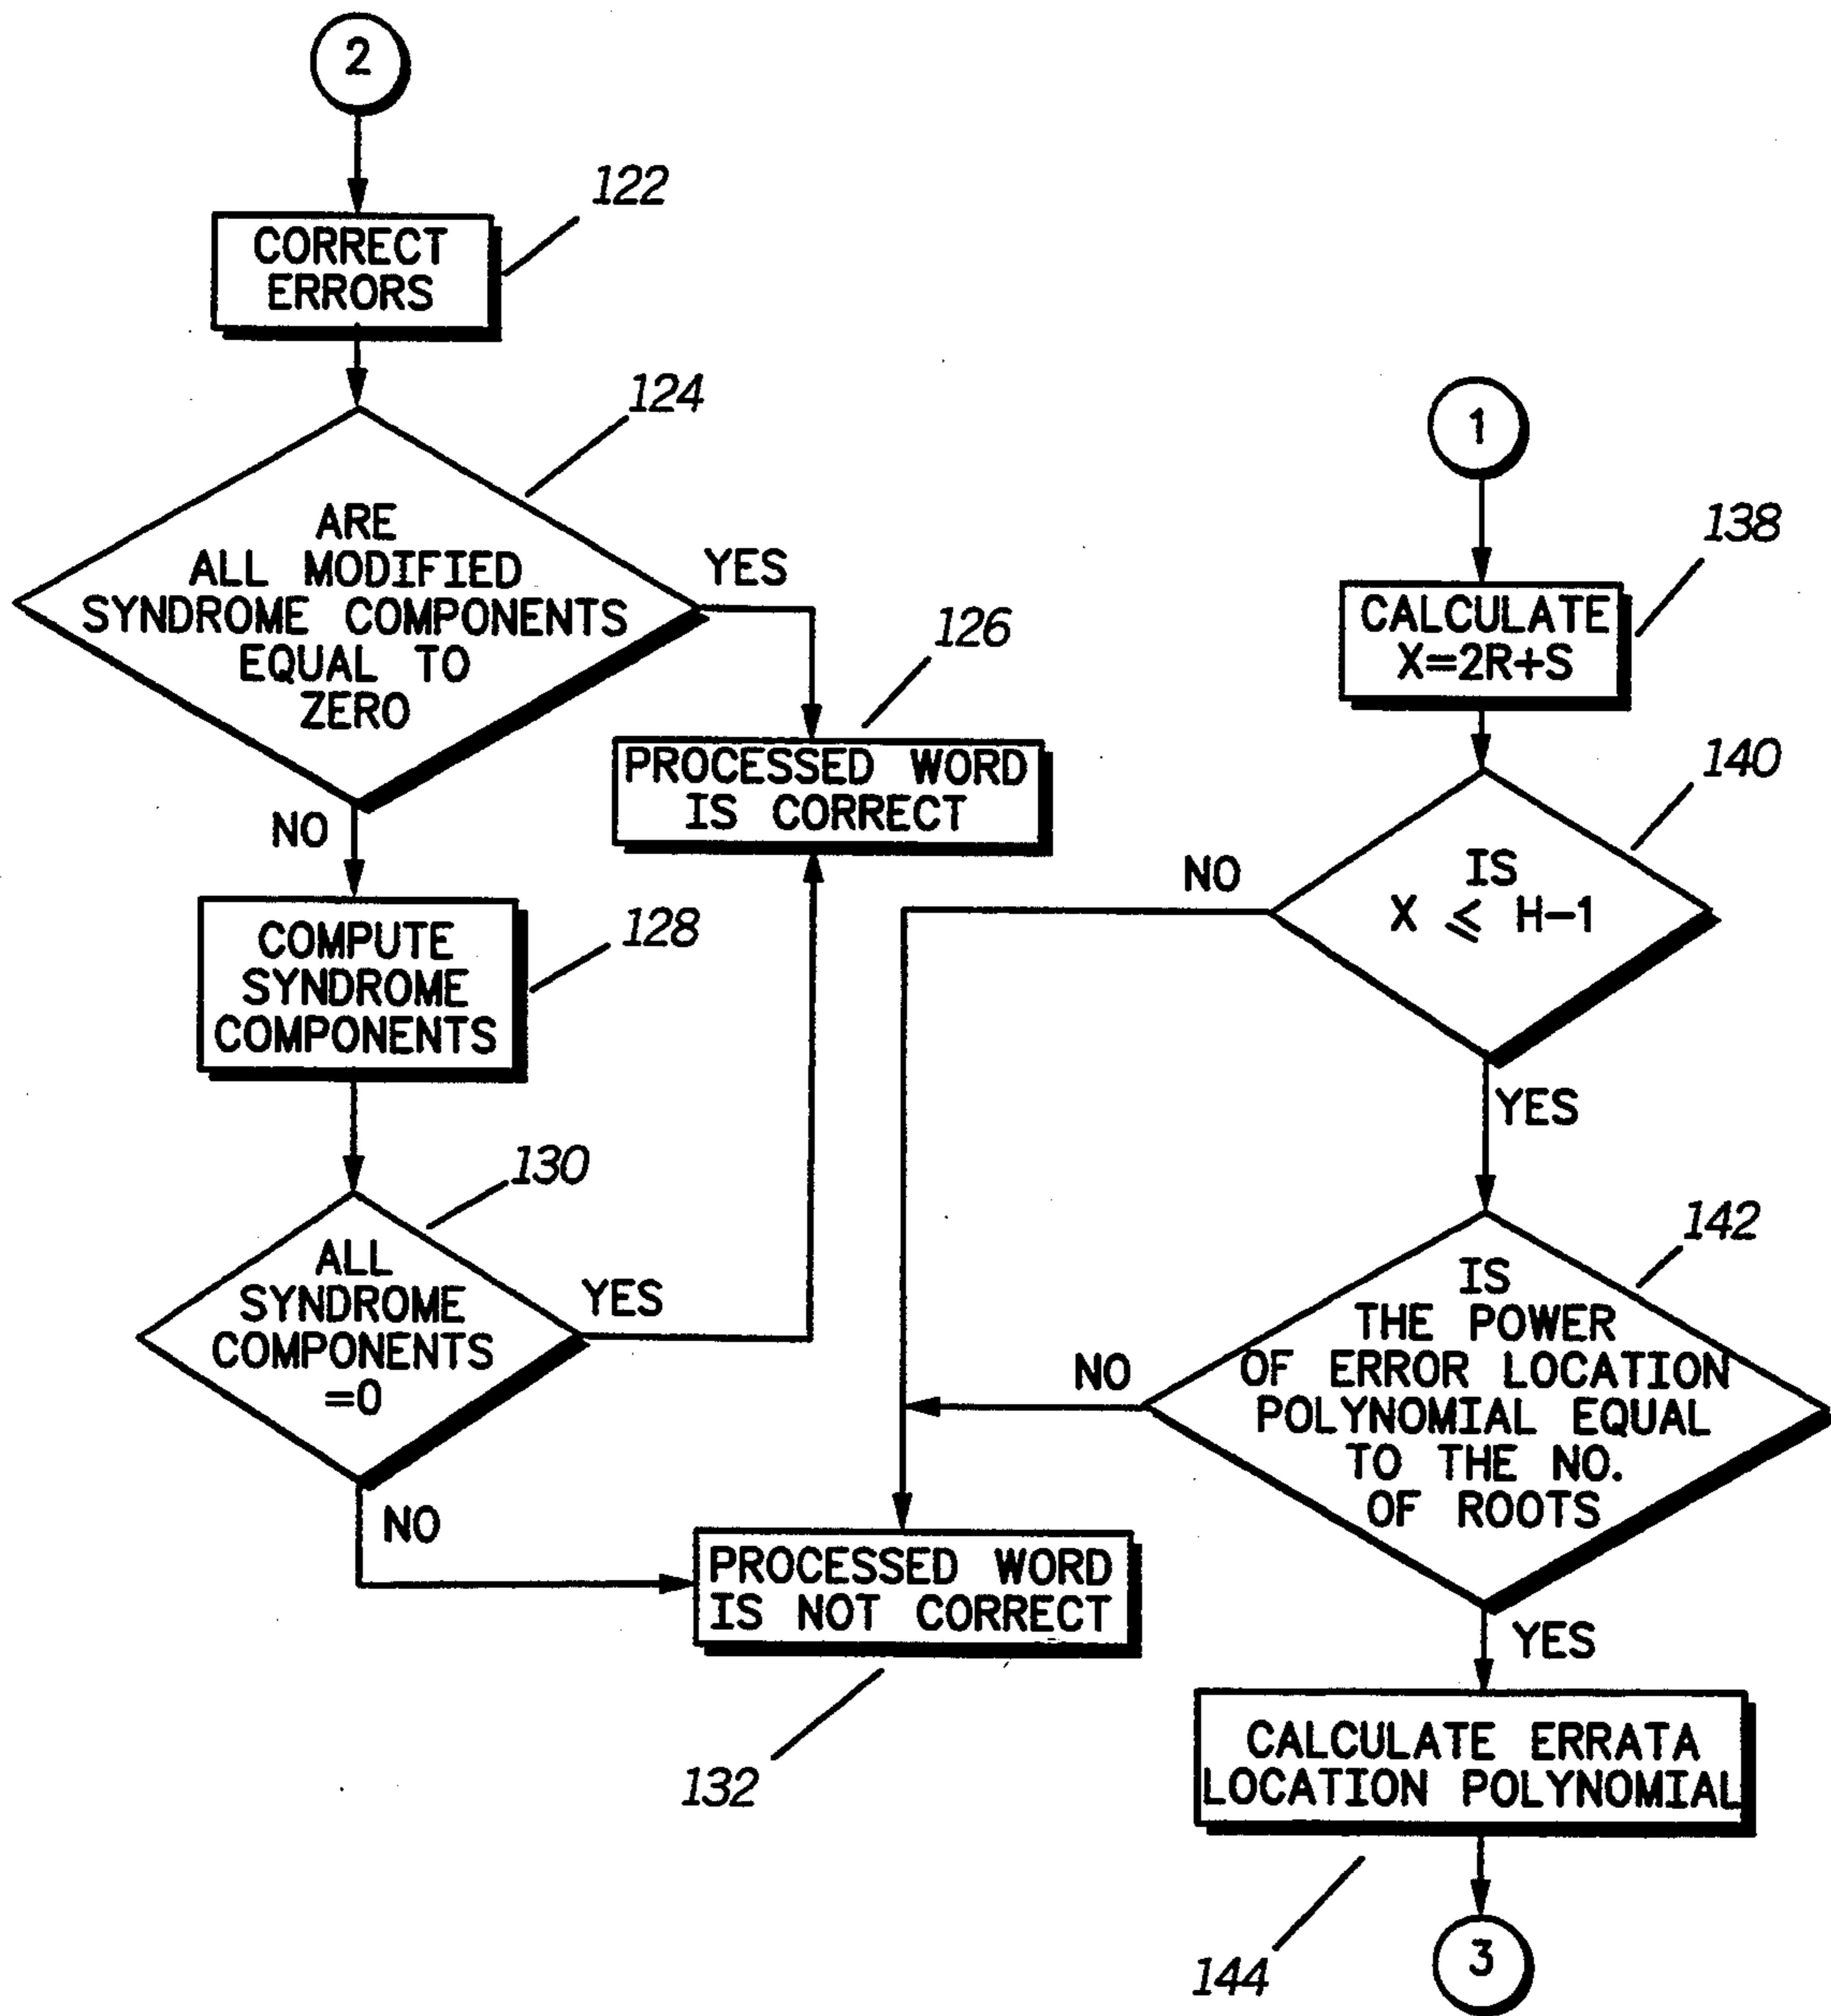 2
122
CORRECT
ERRORS
124
ARE
ALL MODIFIED
SYNDROME COMPONENTS
EQUAL TO
ZERO
YES
NO
126
PROCESSED WORD
IS CORRECT
128
COMPUTE
SYNDROME
COMPONENTS
130
ALL
SYNDROME
COMPONENTS
=0
YES
NO
PROCESSED WORD
IS NOT CORRECT
132
1
138
CALCULATE
X=2R+S
140
IS
X ≤ H-1
NO
YES
142
IS
THE POWER
OF ERROR LOCATION
POLYNOMIAL EQUAL
TO THE NO.
OF ROOTS
NO
YES
CALCULATE ERRATA
LOCATION POLYNOMIAL
144
3